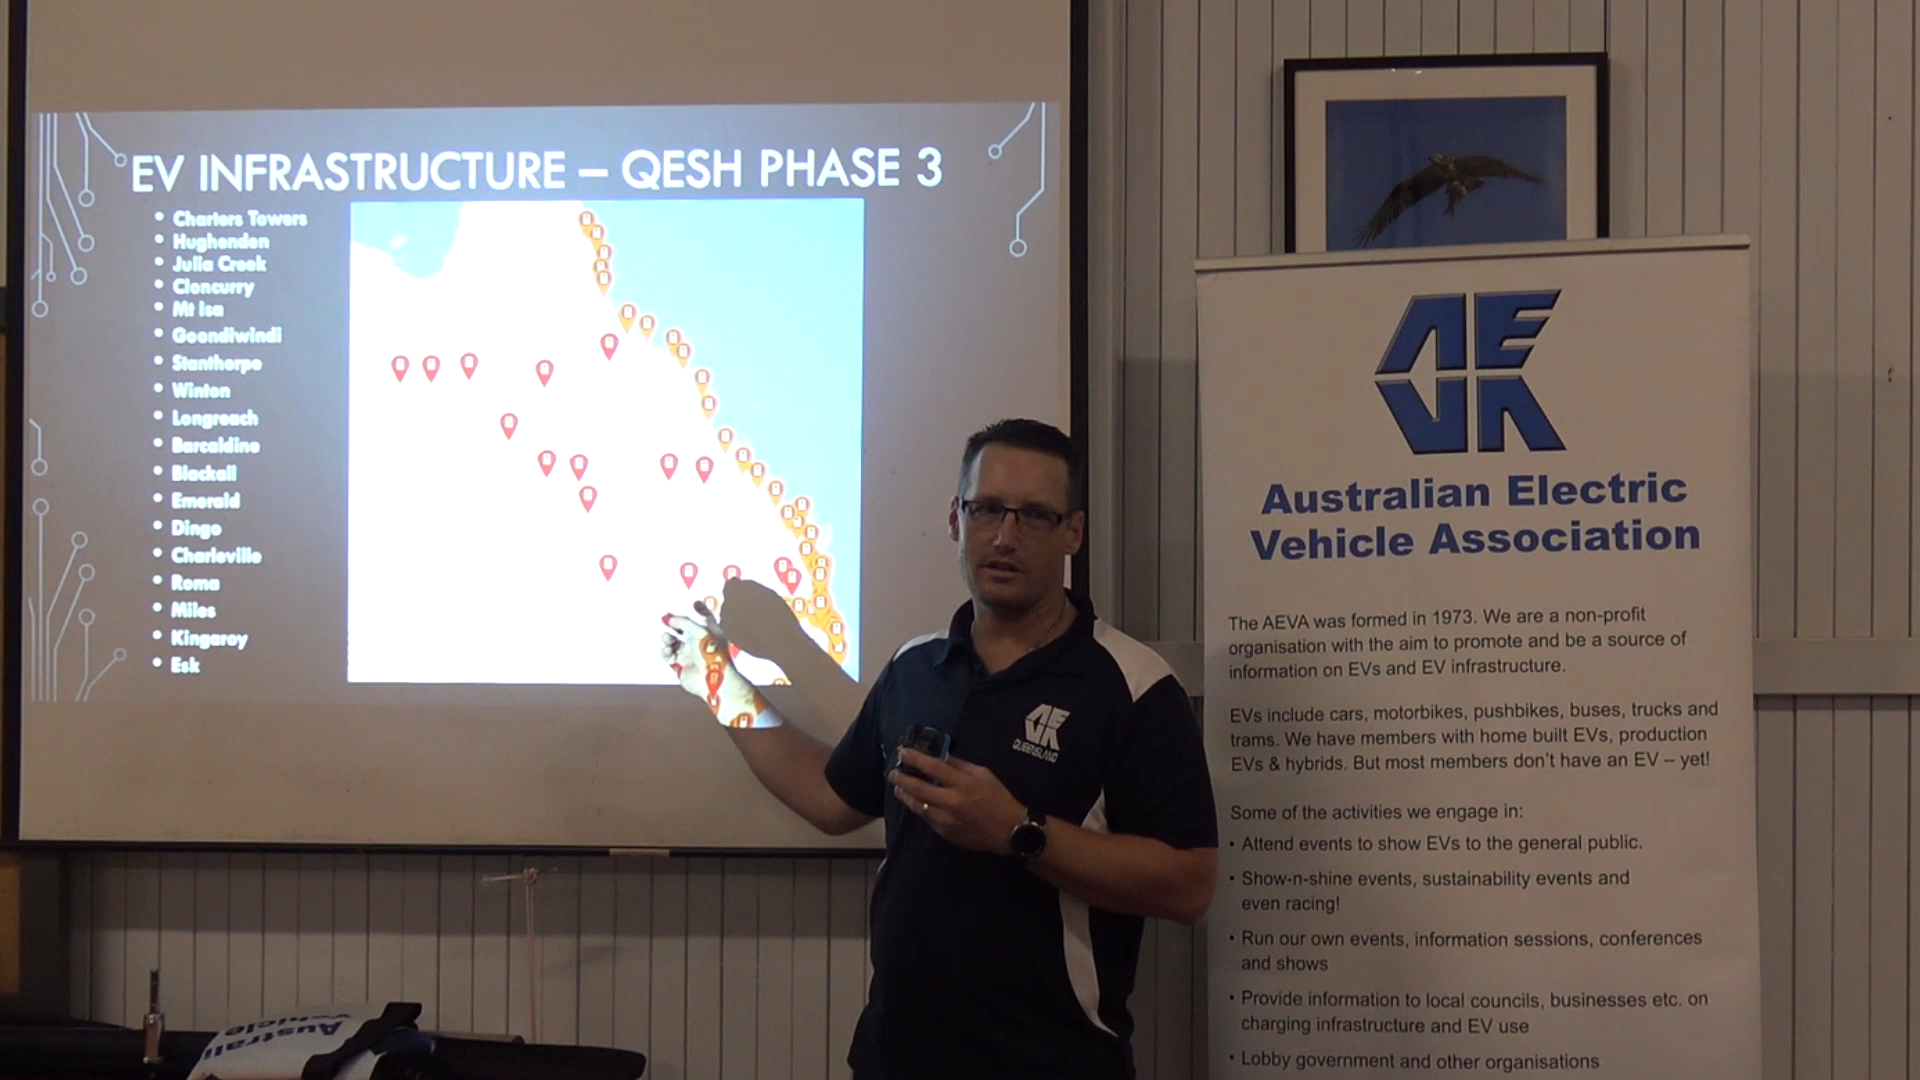 EV INFRASTRUCTURE – QESH PHASE 3
• Charters Towers
• Hughenden
• Julia Creek
• Cloncurry
• Mt Isa
• Goondiwindi
• Stanthorpe
• Winton
• Longreach
• Barcaldine
• Blackall
• Emerald
• Dingo
• Charleville
• Roma
• Miles
• Kingaroy
• Esk
AEVA
QUEENSLAND
AE
VA
Australian Electric
Vehicle Association
The AEVA was formed in 1973. We are a non-profit
organisation with the aim to promote and be a source of
information on EVs and EV infrastructure.
EVs include cars, motorbikes, pushbikes, buses, trucks and
trams. We have members with home built EVs, production
EVs & hybrids. But most members don't have an EV – yet!
Some of the activities we engage in:
• Attend events to show EVs to the general public.
• Show-n-shine events, sustainability events and
even racing!
• Run our own events, information sessions, conferences
and shows
• Provide information to local councils, businesses etc. on
charging infrastructure and EV use
• Lobby government and other organisations